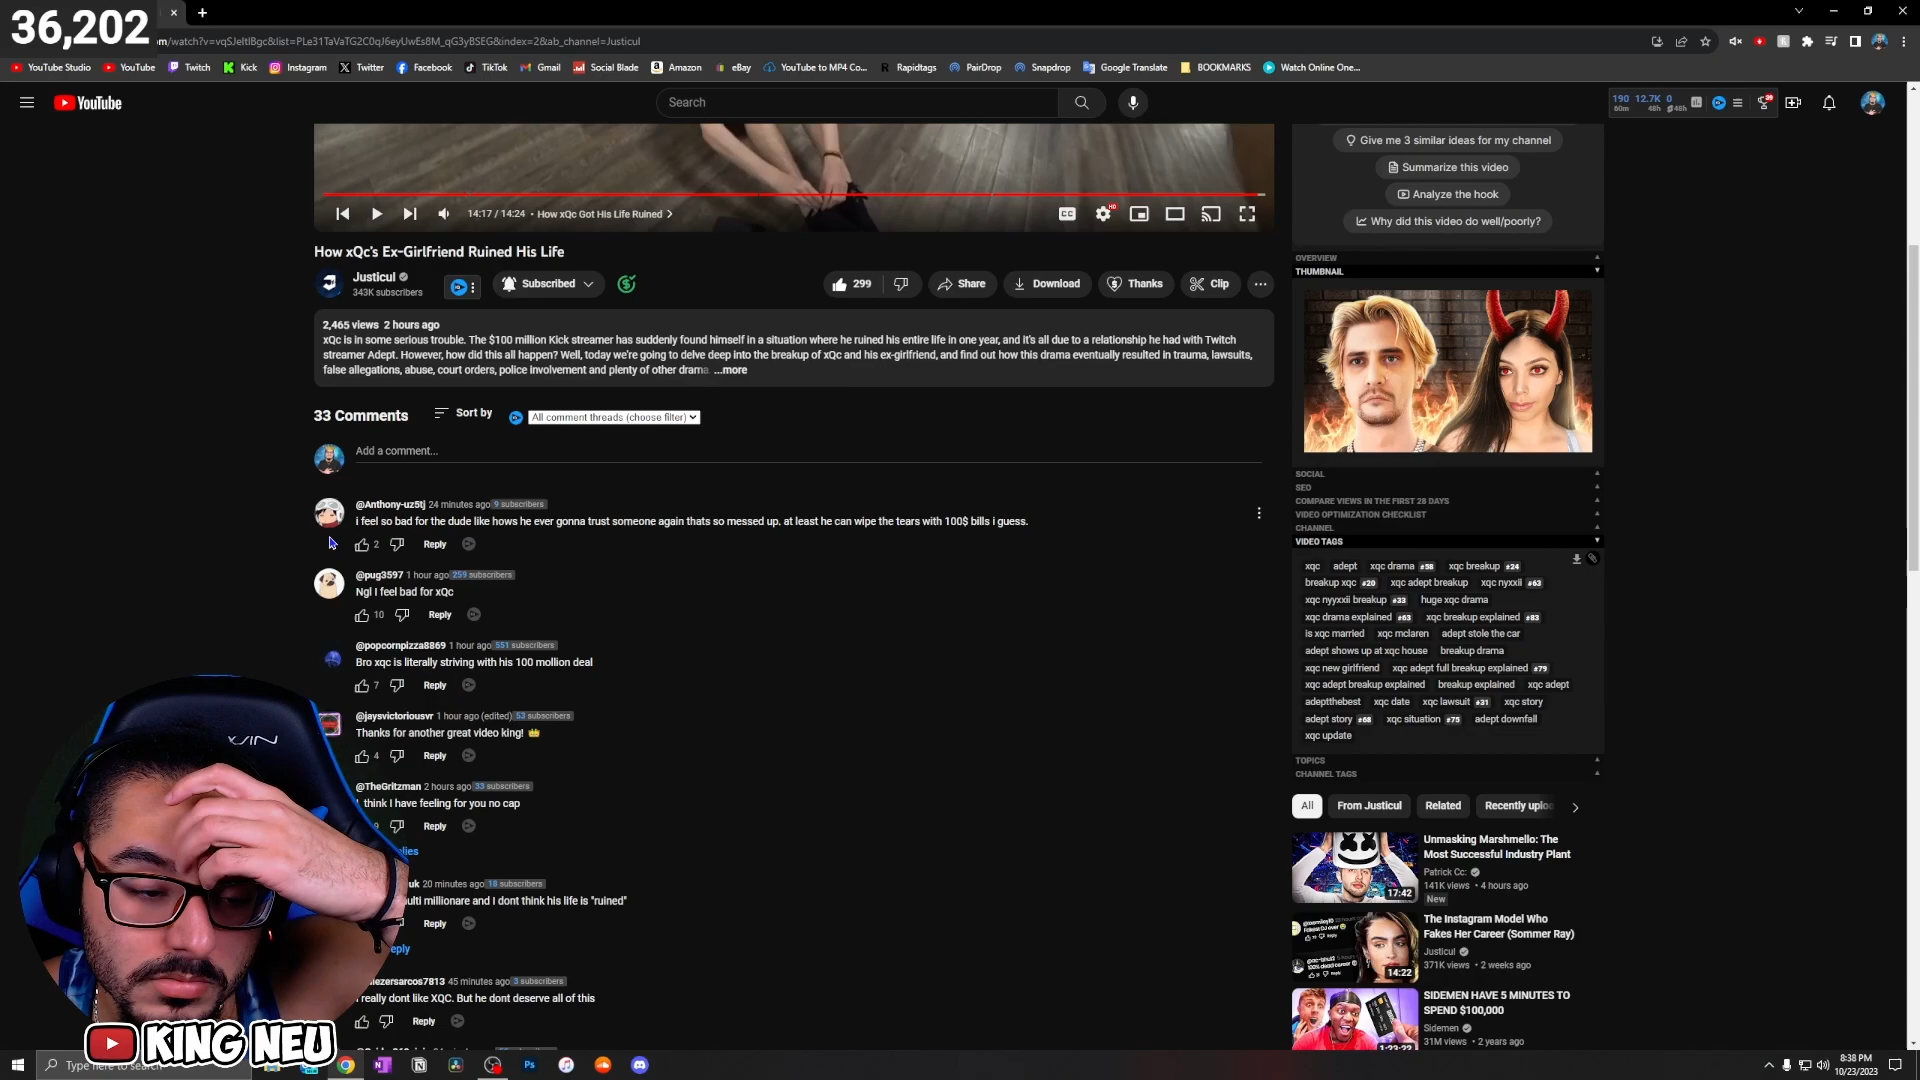 36,202
om/watch?v=vqSJeltlBgc&list=PLe31TaVaTG2C0qJ6eyUwEs8M_qG3yBSEG&index=2&ab_channel=Justicul
YouTube Studio YouTube Twitch Kick Instagram Twitter Facebook TikTok Gmail Social Blade Amazon eBay YouTube to MP4 Co... Rapidtags PairDrop Snapdrop Google Translate BOOKMARKS Watch Online One...
YouTube
Search
190 12.7K 0
60m 48h 48h
39
14:17 / 14:24 • How xQc Got His Life Ruined
CC
HD
How xQc's Ex-Girlfriend Ruined His Life
Justicul
343K subscribers
Subscribed
299
Share
Download
Thanks
Clip
2,465 views 2 hours ago
xQc is in some serious trouble. The $100 million Kick streamer has suddenly found himself in a situation where he ruined his entire life in one year, and it's all due to a relationship he had with Twitch
streamer Adept. However, how did this all happen? Well, today we're going to delve deep into the breakup of xQc and his ex-girlfriend, and find out how this drama eventually resulted in trauma, lawsuits,
false allegations, abuse, court orders, police involvement and plenty of other drama. ...more
33 Comments
Sort by
All comment threads (choose filter)
Add a comment...
@Anthony-uz5tj 24 minutes ago 9 subscribers
i feel so bad for the dude like hows he ever gonna trust someone again thats so messed up. at least he can wipe the tears with 100$ bills i guess.
2 Reply
@pug3597 1 hour ago 259 subscribers
Ngl I feel bad for xQc
10 Reply
@popcornpizza8869 1 hour ago 551 subscribers
Bro xqc is literally striving with his 100 mollion deal
7 Reply
@jaysvictoriousvr 1 hour ago (edited) 53 subscribers
Thanks for another great video king! 👑
4 Reply
@TheGritzman 2 hours ago 33 subscribers
think I have feeling for you no cap
9 Reply
plies
uk 20 minutes ago 18 subscribers
ulti millionare and I dont think his life is "ruined"
Reply
eply
iezersarcos7813 45 minutes ago 3 subscribers
really dont like XQC. But he dont deserve all of this
Reply
Give me 3 similar ideas for my channel
Summarize this video
Analyze the hook
Why did this video do well/poorly?
OVERVIEW
THUMBNAIL
SOCIAL
SEO
COMPARE VIEWS IN THE FIRST 28 DAYS
VIDEO OPTIMIZATION CHECKLIST
CHANNEL
VIDEO TAGS
xqc adept xqc drama #58 xqc breakup #24
breakup xqc #20 xqc adept breakup xqc nyxxii #63
xqc nyyxxii breakup #33 huge xqc drama
xqc drama explained #63 xqc breakup explained #83
is xqc married xqc mclaren adept stole the car
adept shows up at xqc house breakup drama
xqc new girlfriend xqc adept full breakup explained #79
xqc adept breakup explained breakup explained xqc adept
adeptthebest xqc date xqc lawsuit #31 xqc story
adept story #68 xqc situation #75 adept downfall
xqc update
TOPICS
CHANNEL TAGS
All From Justicul Related Recently uploa
Unmasking Marshmello: The
Most Successful Industry Plant
Patrick Cc:
141K views • 4 hours ago
New
17:42
The Instagram Model Who
Fakes Her Career (Sommer Ray)
Justicul
371K views • 2 weeks ago
14:22
SIDEMEN HAVE 5 MINUTES TO
SPEND $100,000
Sidemen
31M views • 2 years ago
1:23:22
KING NEU
Type here to search
Ps
8:38 PM
10/23/2023